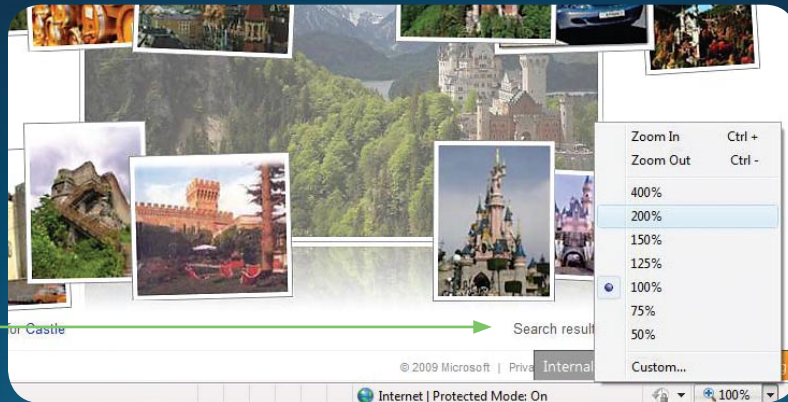 Zoom In Ctrl +
Zoom Out Ctrl -
400%
200%
150%
125%
100%
75%
50%
Custom...
for Castle
Search result
© 2009 Microsoft | Priva
Internal
Internet | Protected Mode: On
100%